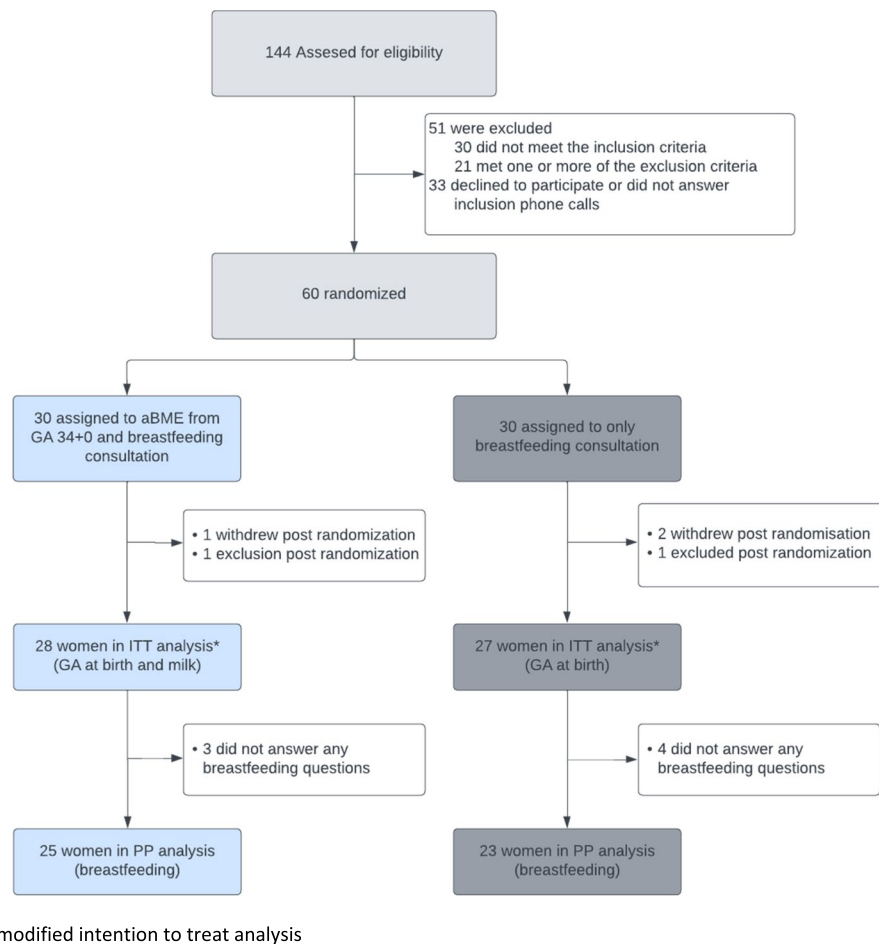 144 Assesed for eligibility
51 were excluded
30 did not meet the inclusion criteria
21 met one or more of the exclusion criteria
33 declined to participate or did not answer
inclusion phone calls
60 randomized
30 assigned to aBME from
GA 34+0 and breastfeeding
consultation
30 assigned to only
breastfeeding consultation
• 1 withdrew post randomization
• 1 exclusion post randomization
• 2 withdrew post randomisation
• 1 excluded post randomization
28 women in ITT analysis*
(GA at birth and milk)
27 women in ITT analysis*
(GA at birth)
• 3 did not answer any
breastfeeding questions
• 4 did not answer any
breastfeeding questions
25 women in PP analysis
(breastfeeding)
23 women in PP analysis
(breastfeeding)
modified intention to treat analysis